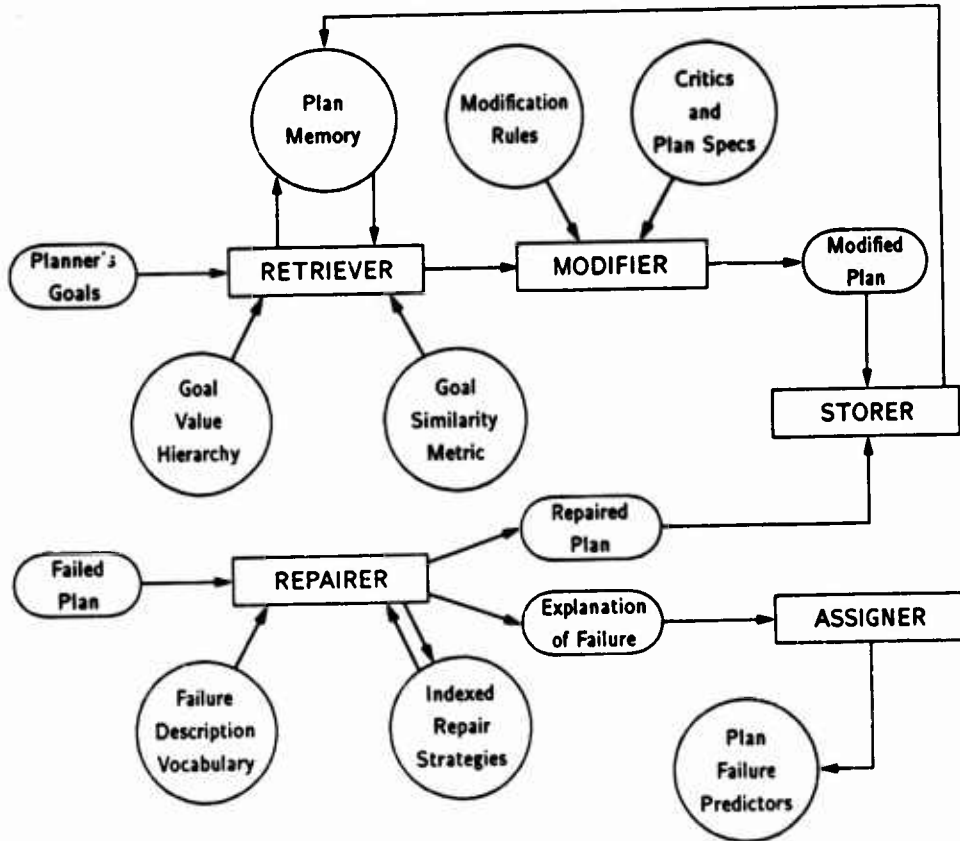 Plan
Memory
Modification
Rules
Critics
and
Plan Specs
Planner's
Goals
RETRIEVER
MODIFIER
Modified
Plan
Goal
Value
Hierarchy
Goal
Similarity
Metric
STORER
Repaired
Plan
Failed
Plan
REPAIRER
Explanation
of Failure
ASSIGNER
Failure
Description
Vocabulary
Indexed
Repair
Strategies
Plan
Failure
Predictors